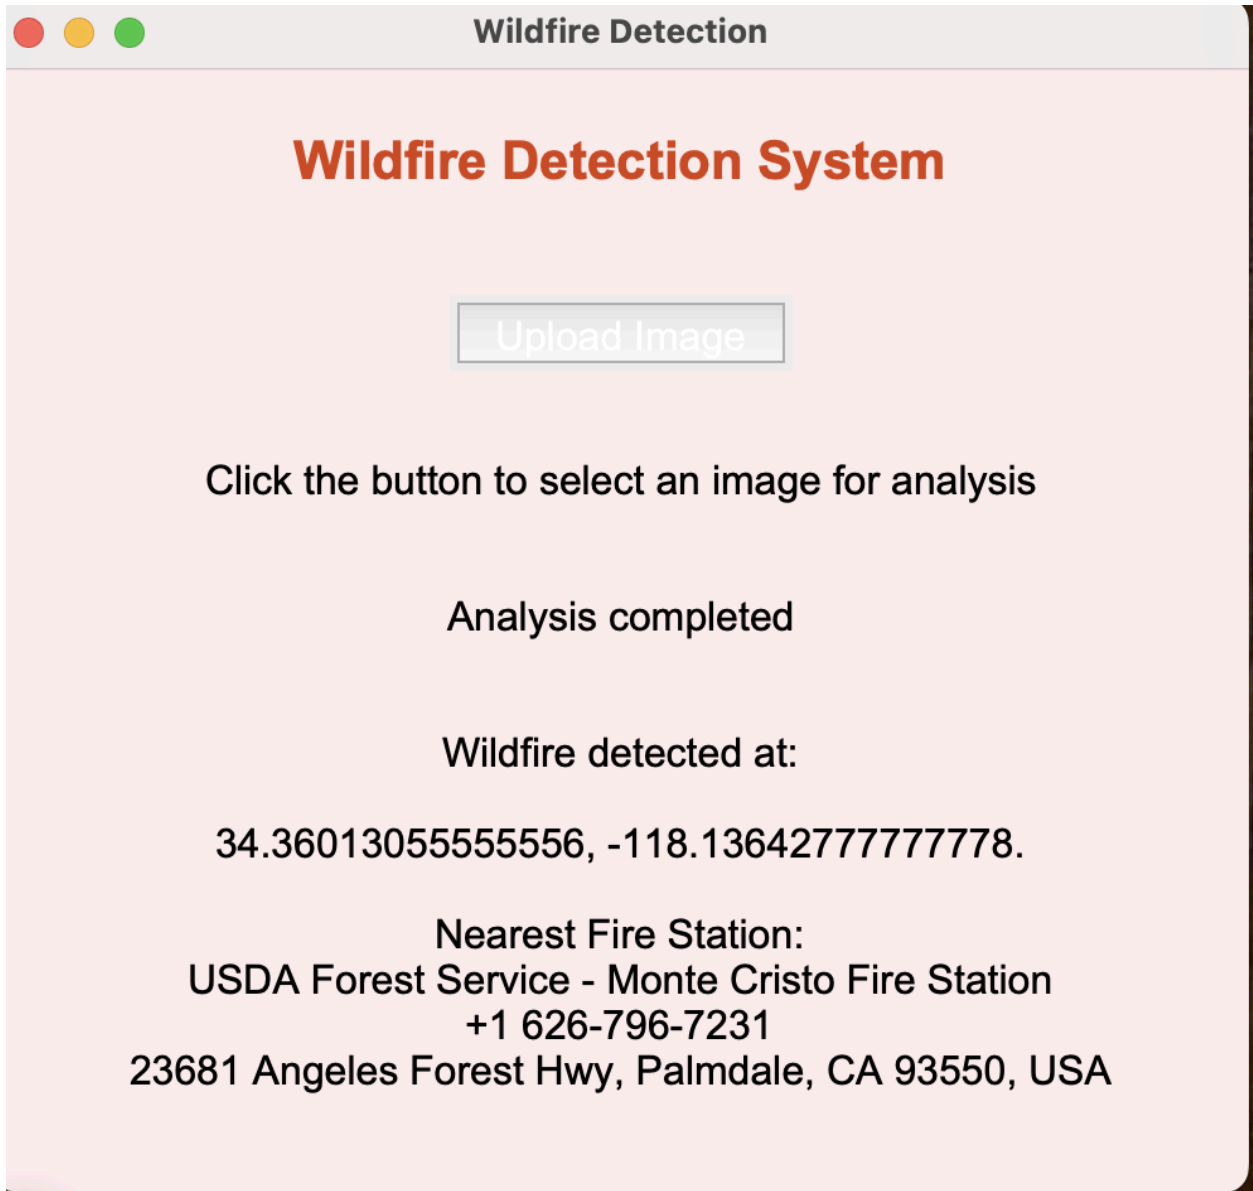 Wildfire Detection
Wildfire Detection System
Upload Image
Click the button to select an image for analysis
Analysis completed
Wildfire detected at:
34.36013055555556, -118.13642777777778.
Nearest Fire Station:
USDA Forest Service - Monte Cristo Fire Station
+1 626-796-7231
23681 Angeles Forest Hwy, Palmdale, CA 93550, USA